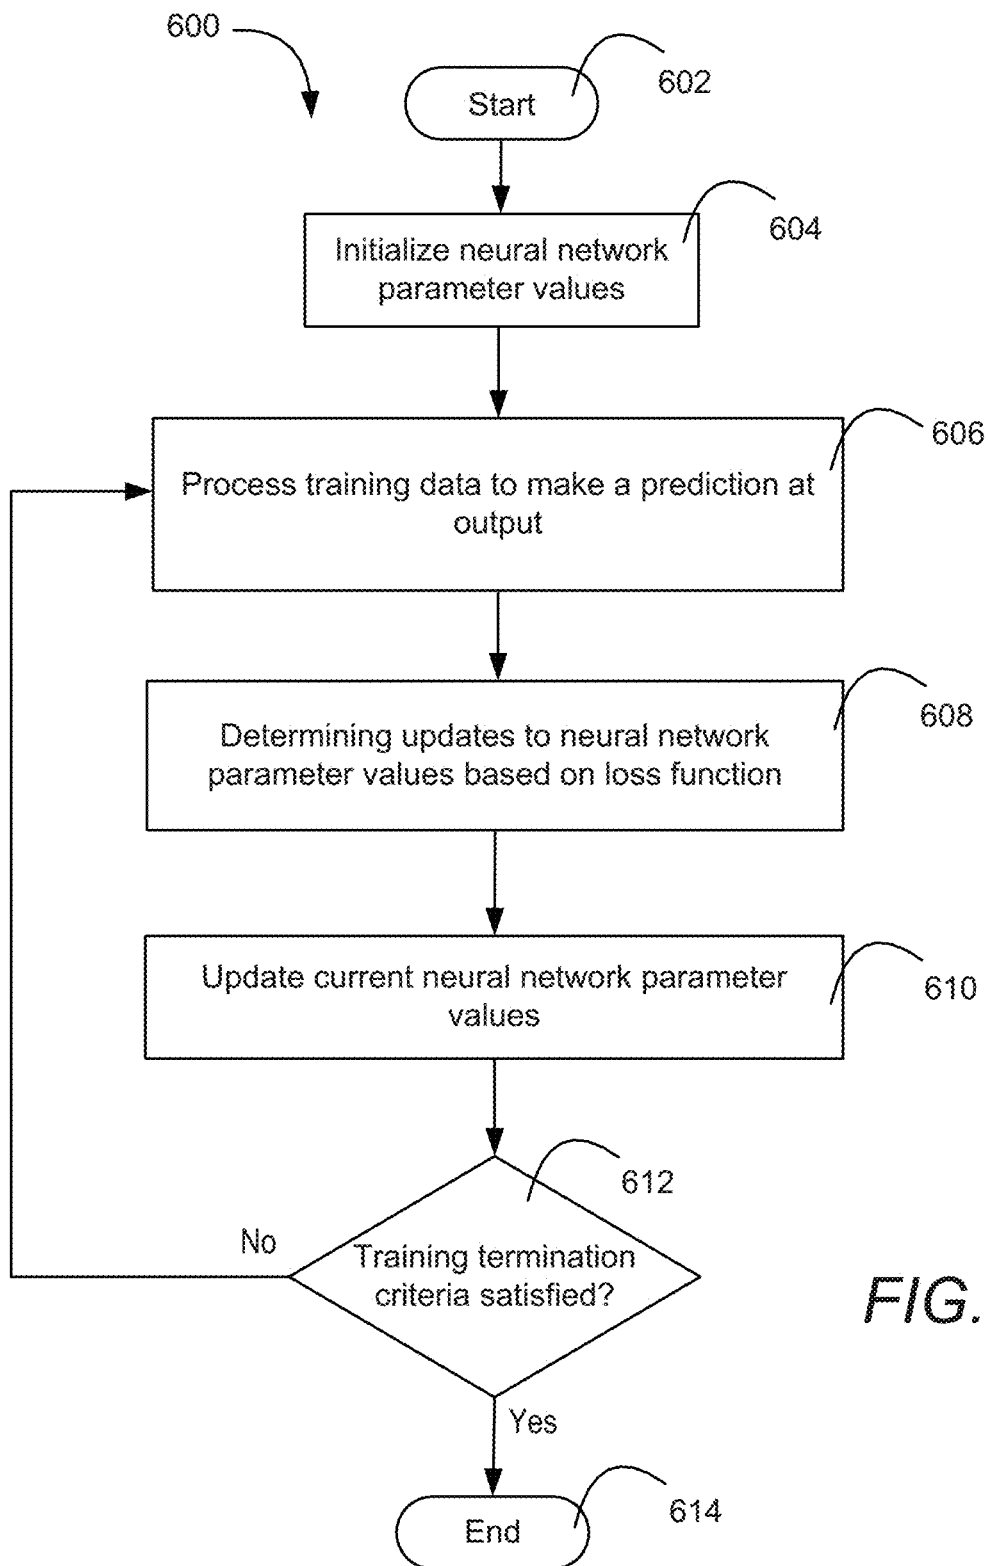 600
602
Start
604
Initialize neural network
parameter values
606
Process training data to make a prediction at
output
608
Determining updates to neural network
parameter values based on loss function
610
Update current neural network parameter
values
612
No
Training termination
criteria satisfied?
FIG.
Yes
614
End